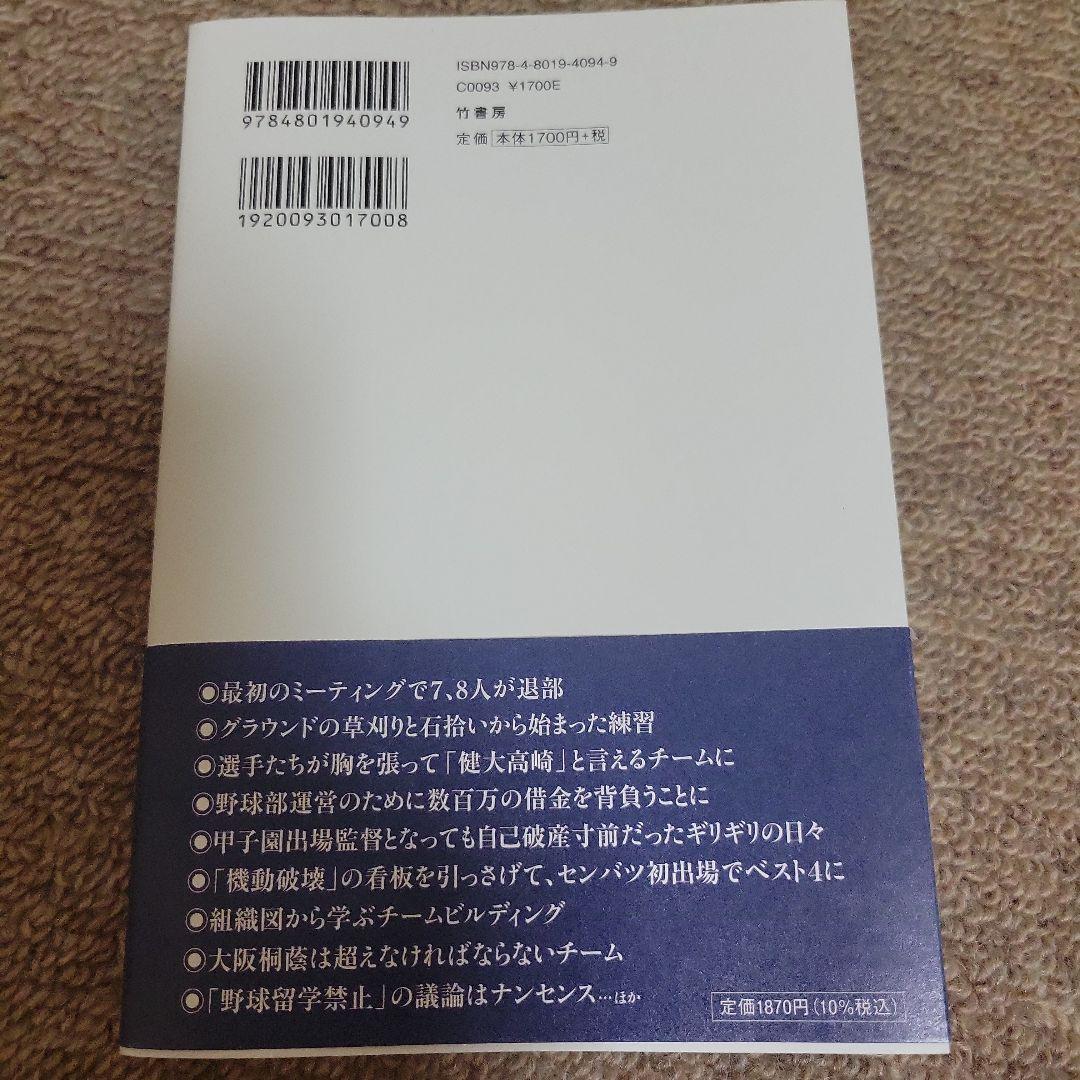 9784801940949
1920093017008
ISBN978-4-8019-4094-9
C0093 ¥1700E
竹書房
定価 本体1700円+税
◉最初のミーティングで7、8人が退部
◉グラウンドの草刈りと石拾いから始まった練習
◉選手たちが胸を張って「健大高崎」と言えるチームに
◉野球部運営のために数百万の借金を背負うことに
◉甲子園出場監督となっても自己破産寸前だったギリギリの日々
◉「機動破壊」の看板を引っさげて、センバツ初出場でベスト4に
◉組織図から学ぶチームビルディング
◉大阪桐蔭は超えなければならないチーム
◉「野球留学禁止」の議論はナンセンス…ほか
定価1870円(10%税込)